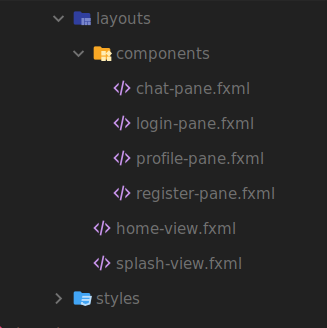 layouts
components
chat-pane.fxml
login-pane.fxml
profile-pane.fxml
register-pane.fxml
home-view.fxml
splash-view.fxml
styles